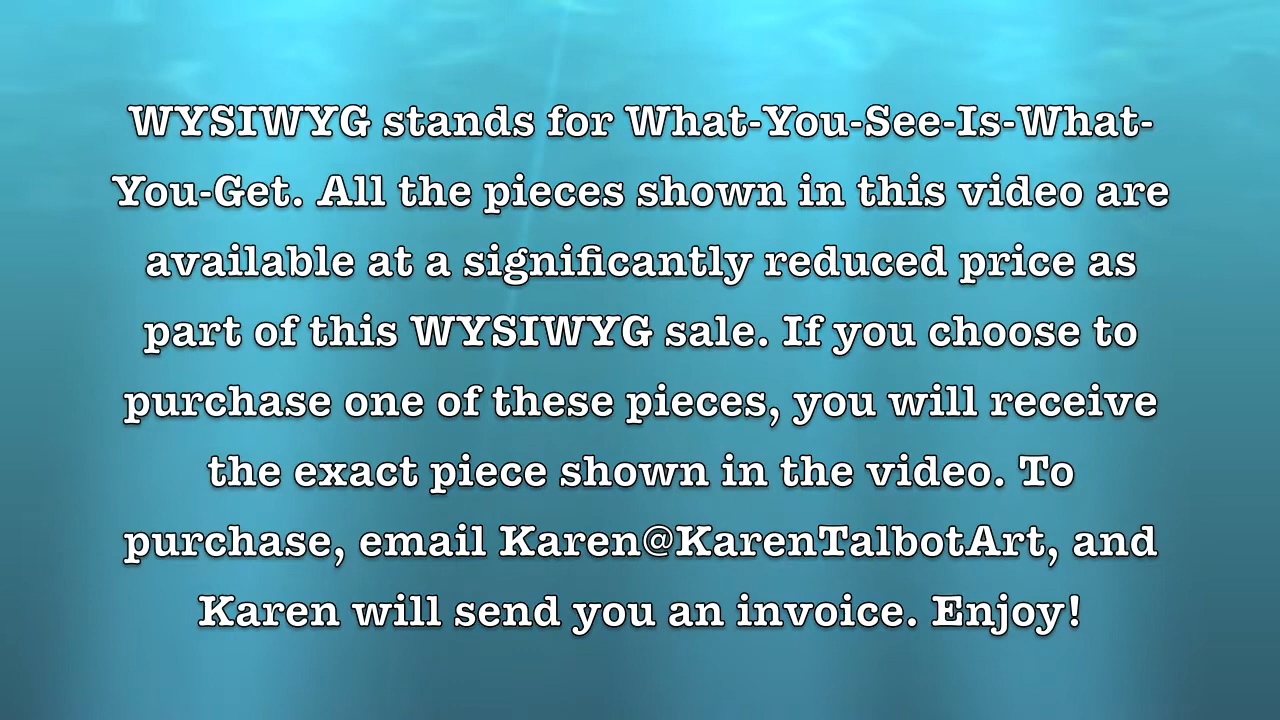 WYSIWYG stands for What-You-See-Is-What-
You-Get. All the pieces shown in this video are
available at a significantly reduced price as
part of this WYSIWYG sale. If you choose to
purchase one of these pieces, you will receive
the exact piece shown in the video. To
purchase, email Karen@KarenTalbotArt, and
Karen will send you an invoice. Enjoy!